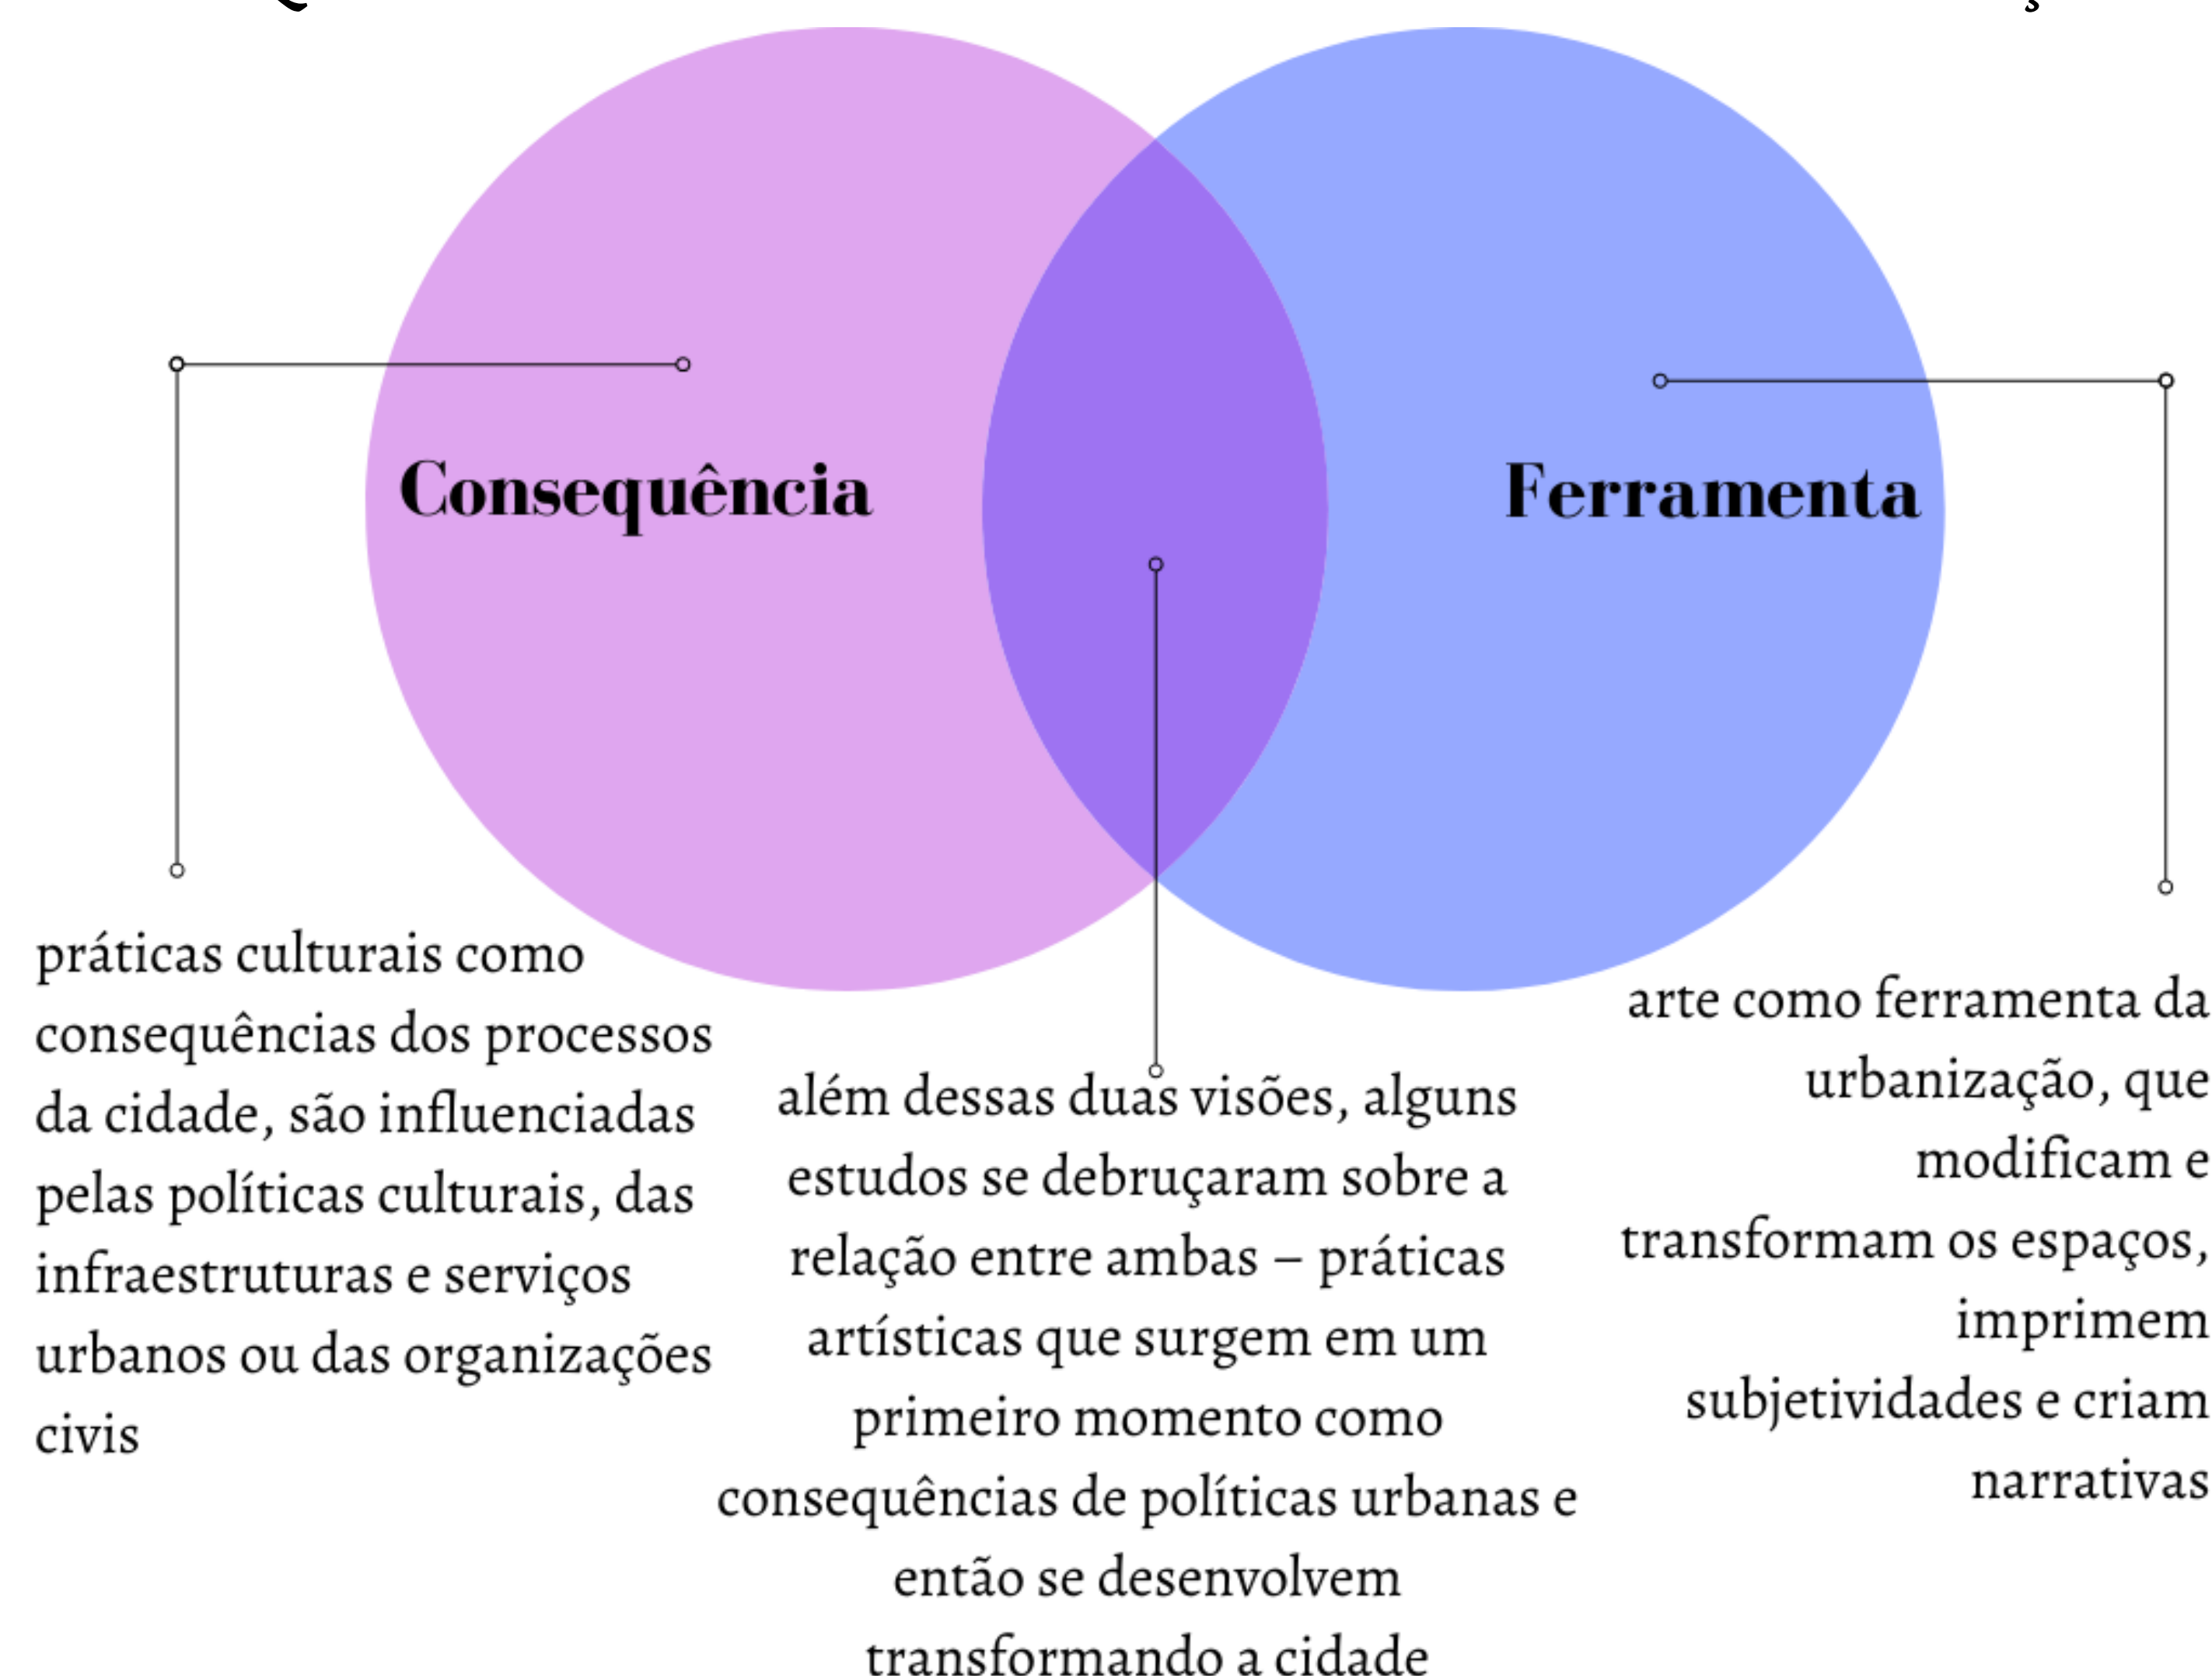 Consequência
Ferramenta
práticas culturais como
consequências dos processos
da cidade, são influenciadas
pelas políticas culturais, das
infraestruturas e serviços
urbanos ou das organizações
civis
além dessas duas visões, alguns
estudos se debruçaram sobre a
relação entre ambas – práticas
artísticas que surgem em um
primeiro momento como
consequências de políticas urbanas e
então se desenvolvem
transformando a cidade
arte como ferramenta da
urbanização, que
modificam e
transformam os espaços,
imprimem
subjetividades e criam
narrativas